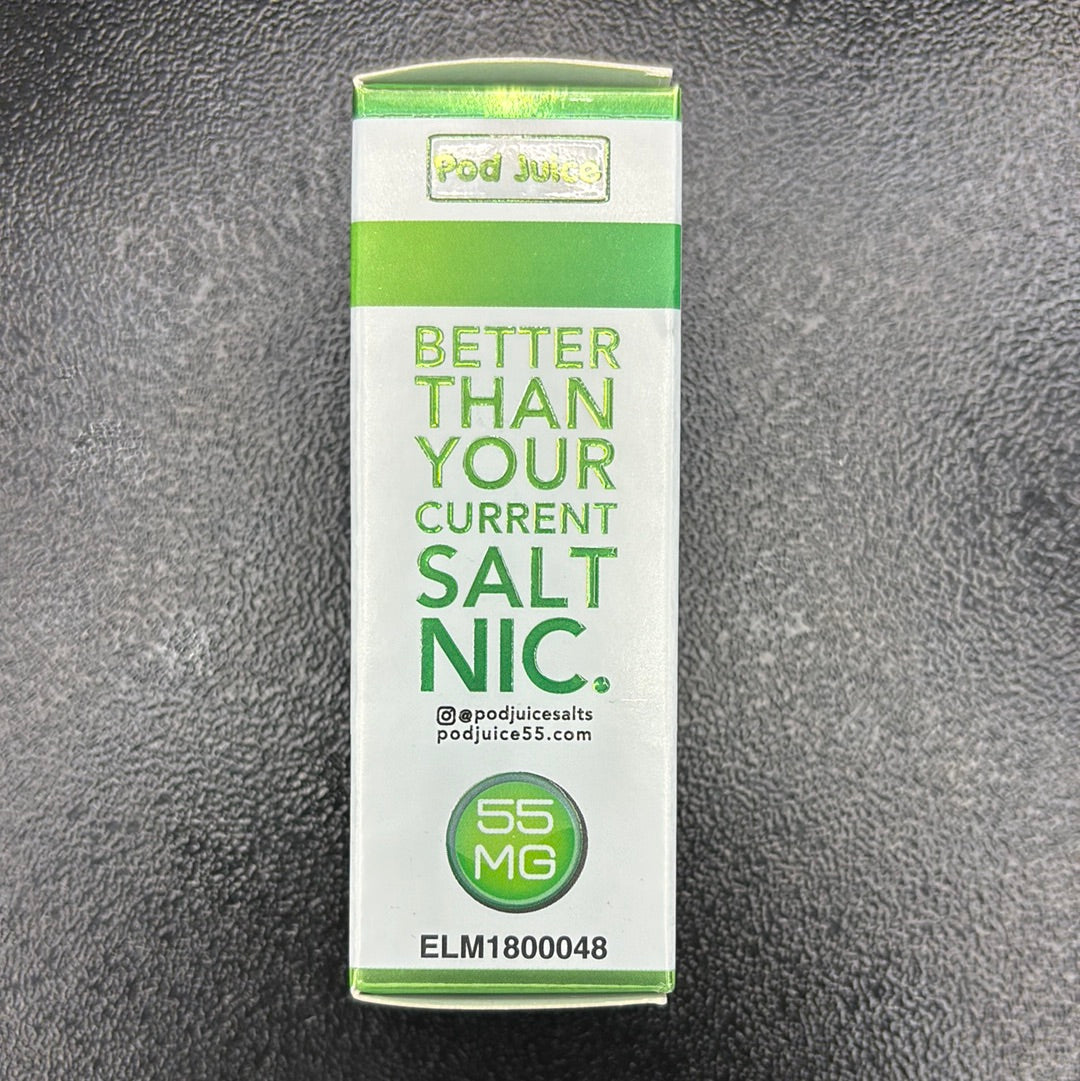 Pod Juice
BETTER
THAN
YOUR
CURRENT
SALT
NIC.
@podjuicesalts
podjuice55.com
55
MG
ELM1800048